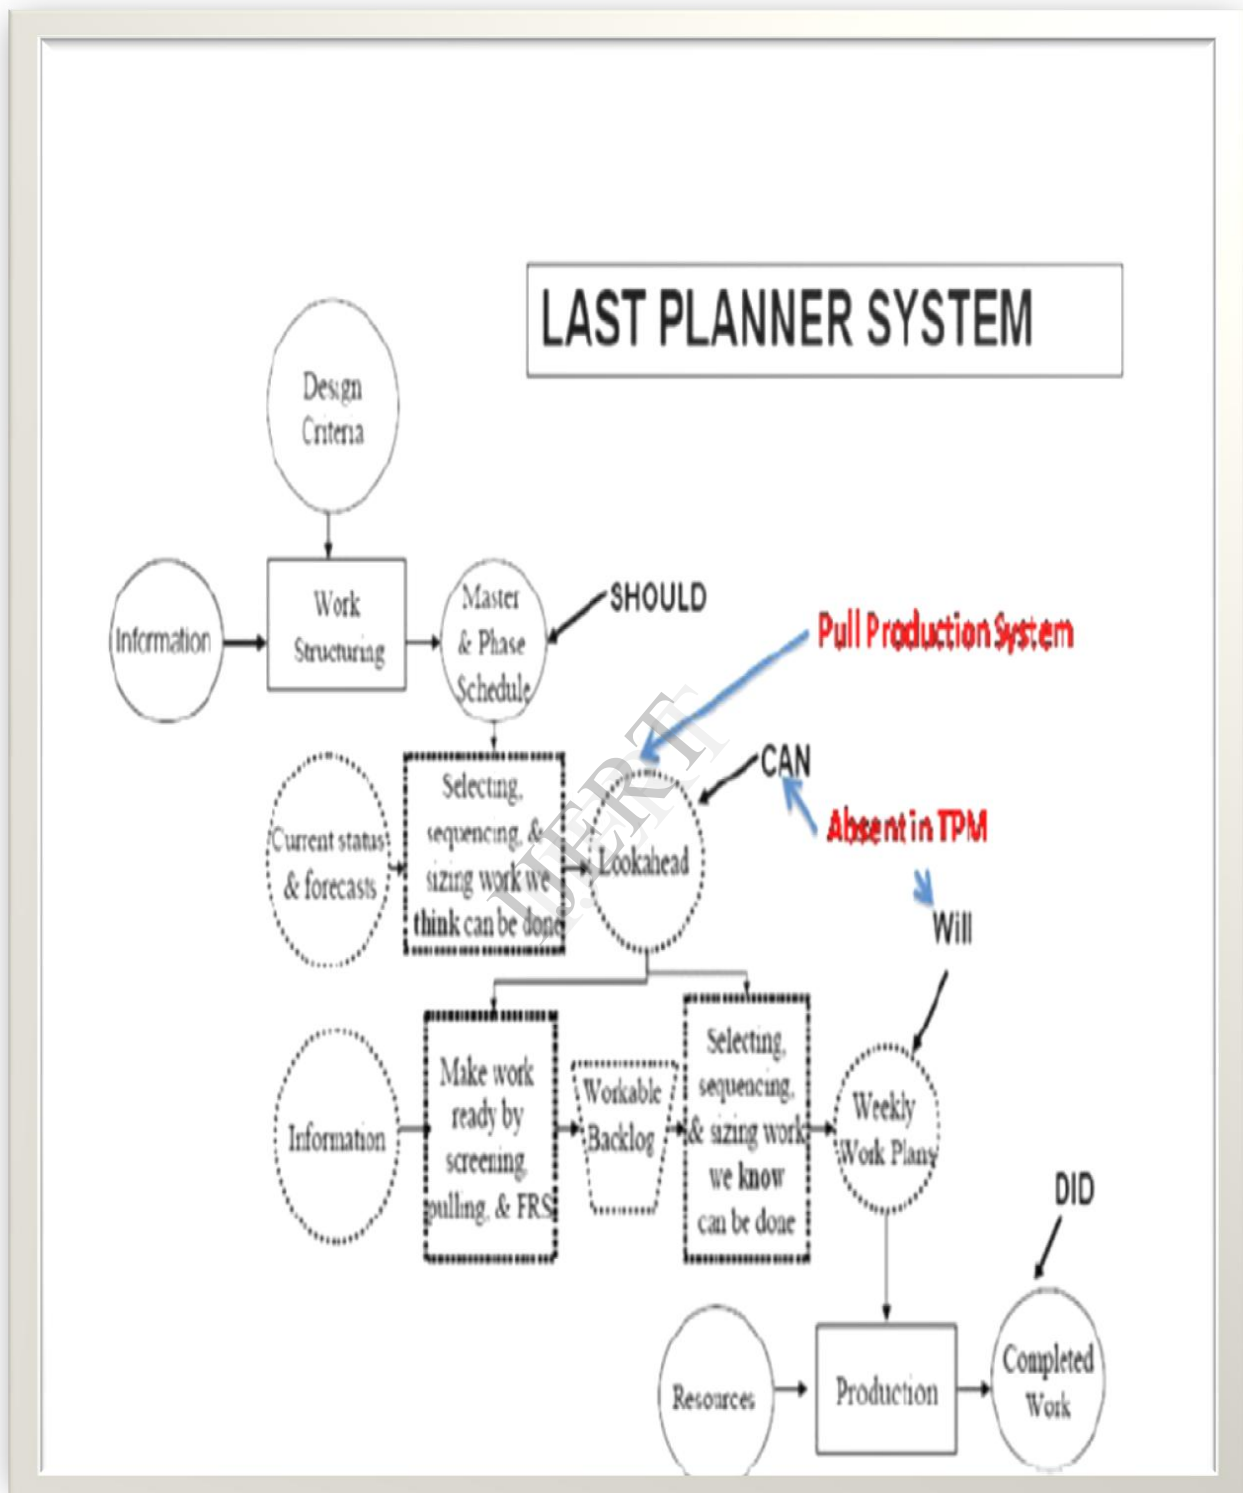 LAST PLANNER SYSTEM
Design
Criteria
Information
Work
Structuring
Master
& Phase
Schedule
SHOULD
Pull Production System
CAN
Absent in TPM
Will
Current status
& forecasts
Selecting,
sequencing, &
sizing work we
think can be done
Lookahead
IJERT
Information
Make work
ready by
screening,
pulling, & FRS
Workable
Backlog
Selecting,
sequencing,
& sizing work
we know
can be done
Weekly
Work Plans
DID
Resources
Production
Completed
Work